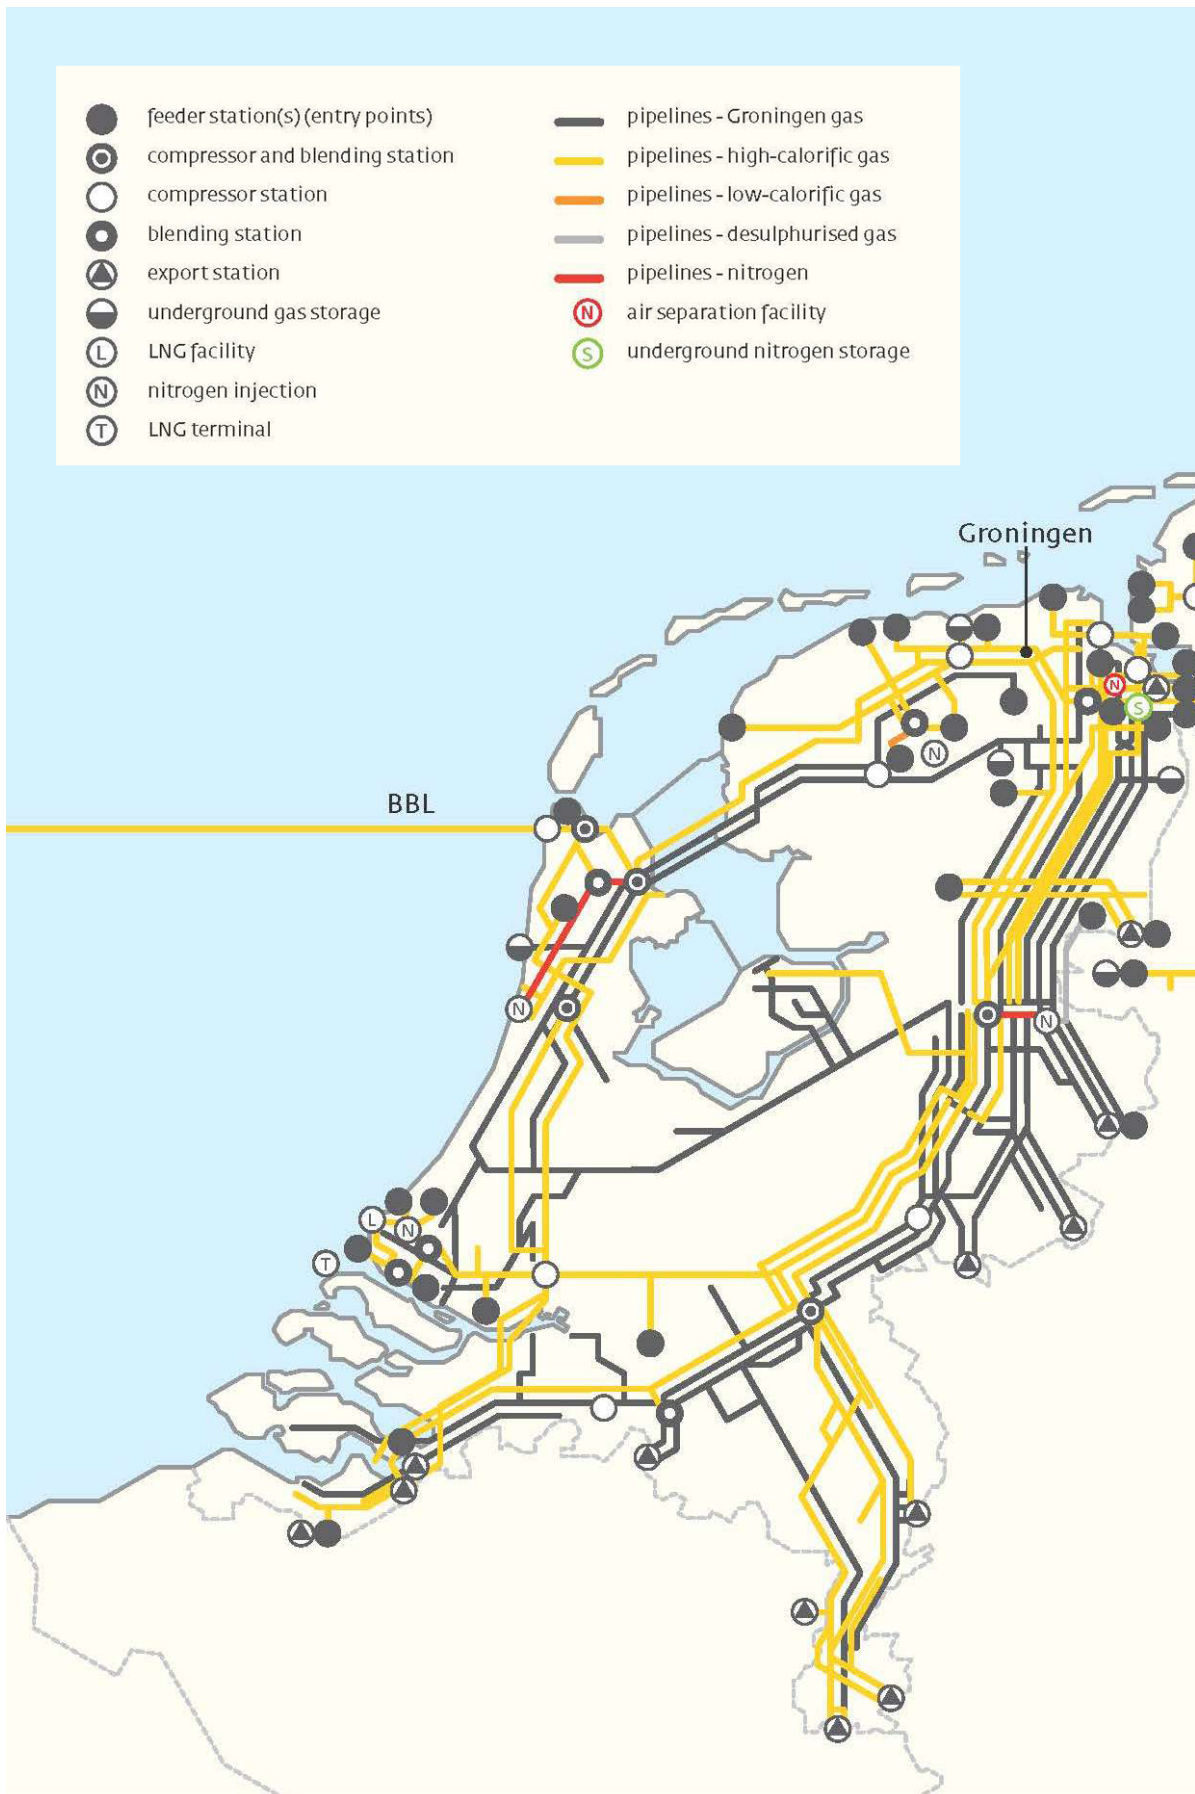 feeder station(s) (entry points)
compressor and blending station
compressor station
blending station
export station
underground gas storage
L LNG facility
N nitrogen injection
T LNG terminal
pipelines - Groningen gas
pipelines - high-calorific gas
pipelines - low-calorific gas
pipelines - desulphurised gas
pipelines - nitrogen
N air separation facility
S underground nitrogen storage
Groningen
N
S
N
BBL
N
N
L
N
T